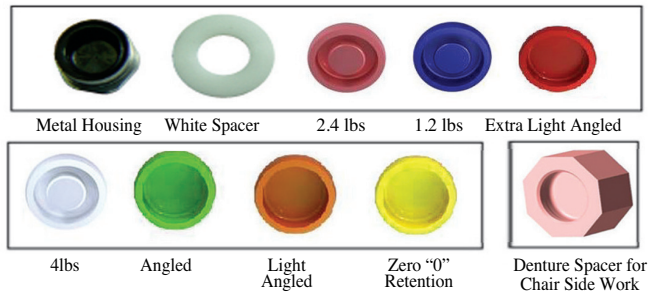 Metal Housing White Spacer 2.4 lbs 1.2 lbs Extra Light Angled
4lbs Angled Light Angled Zero “0” Retention Denture Spacer for Chair Side Work